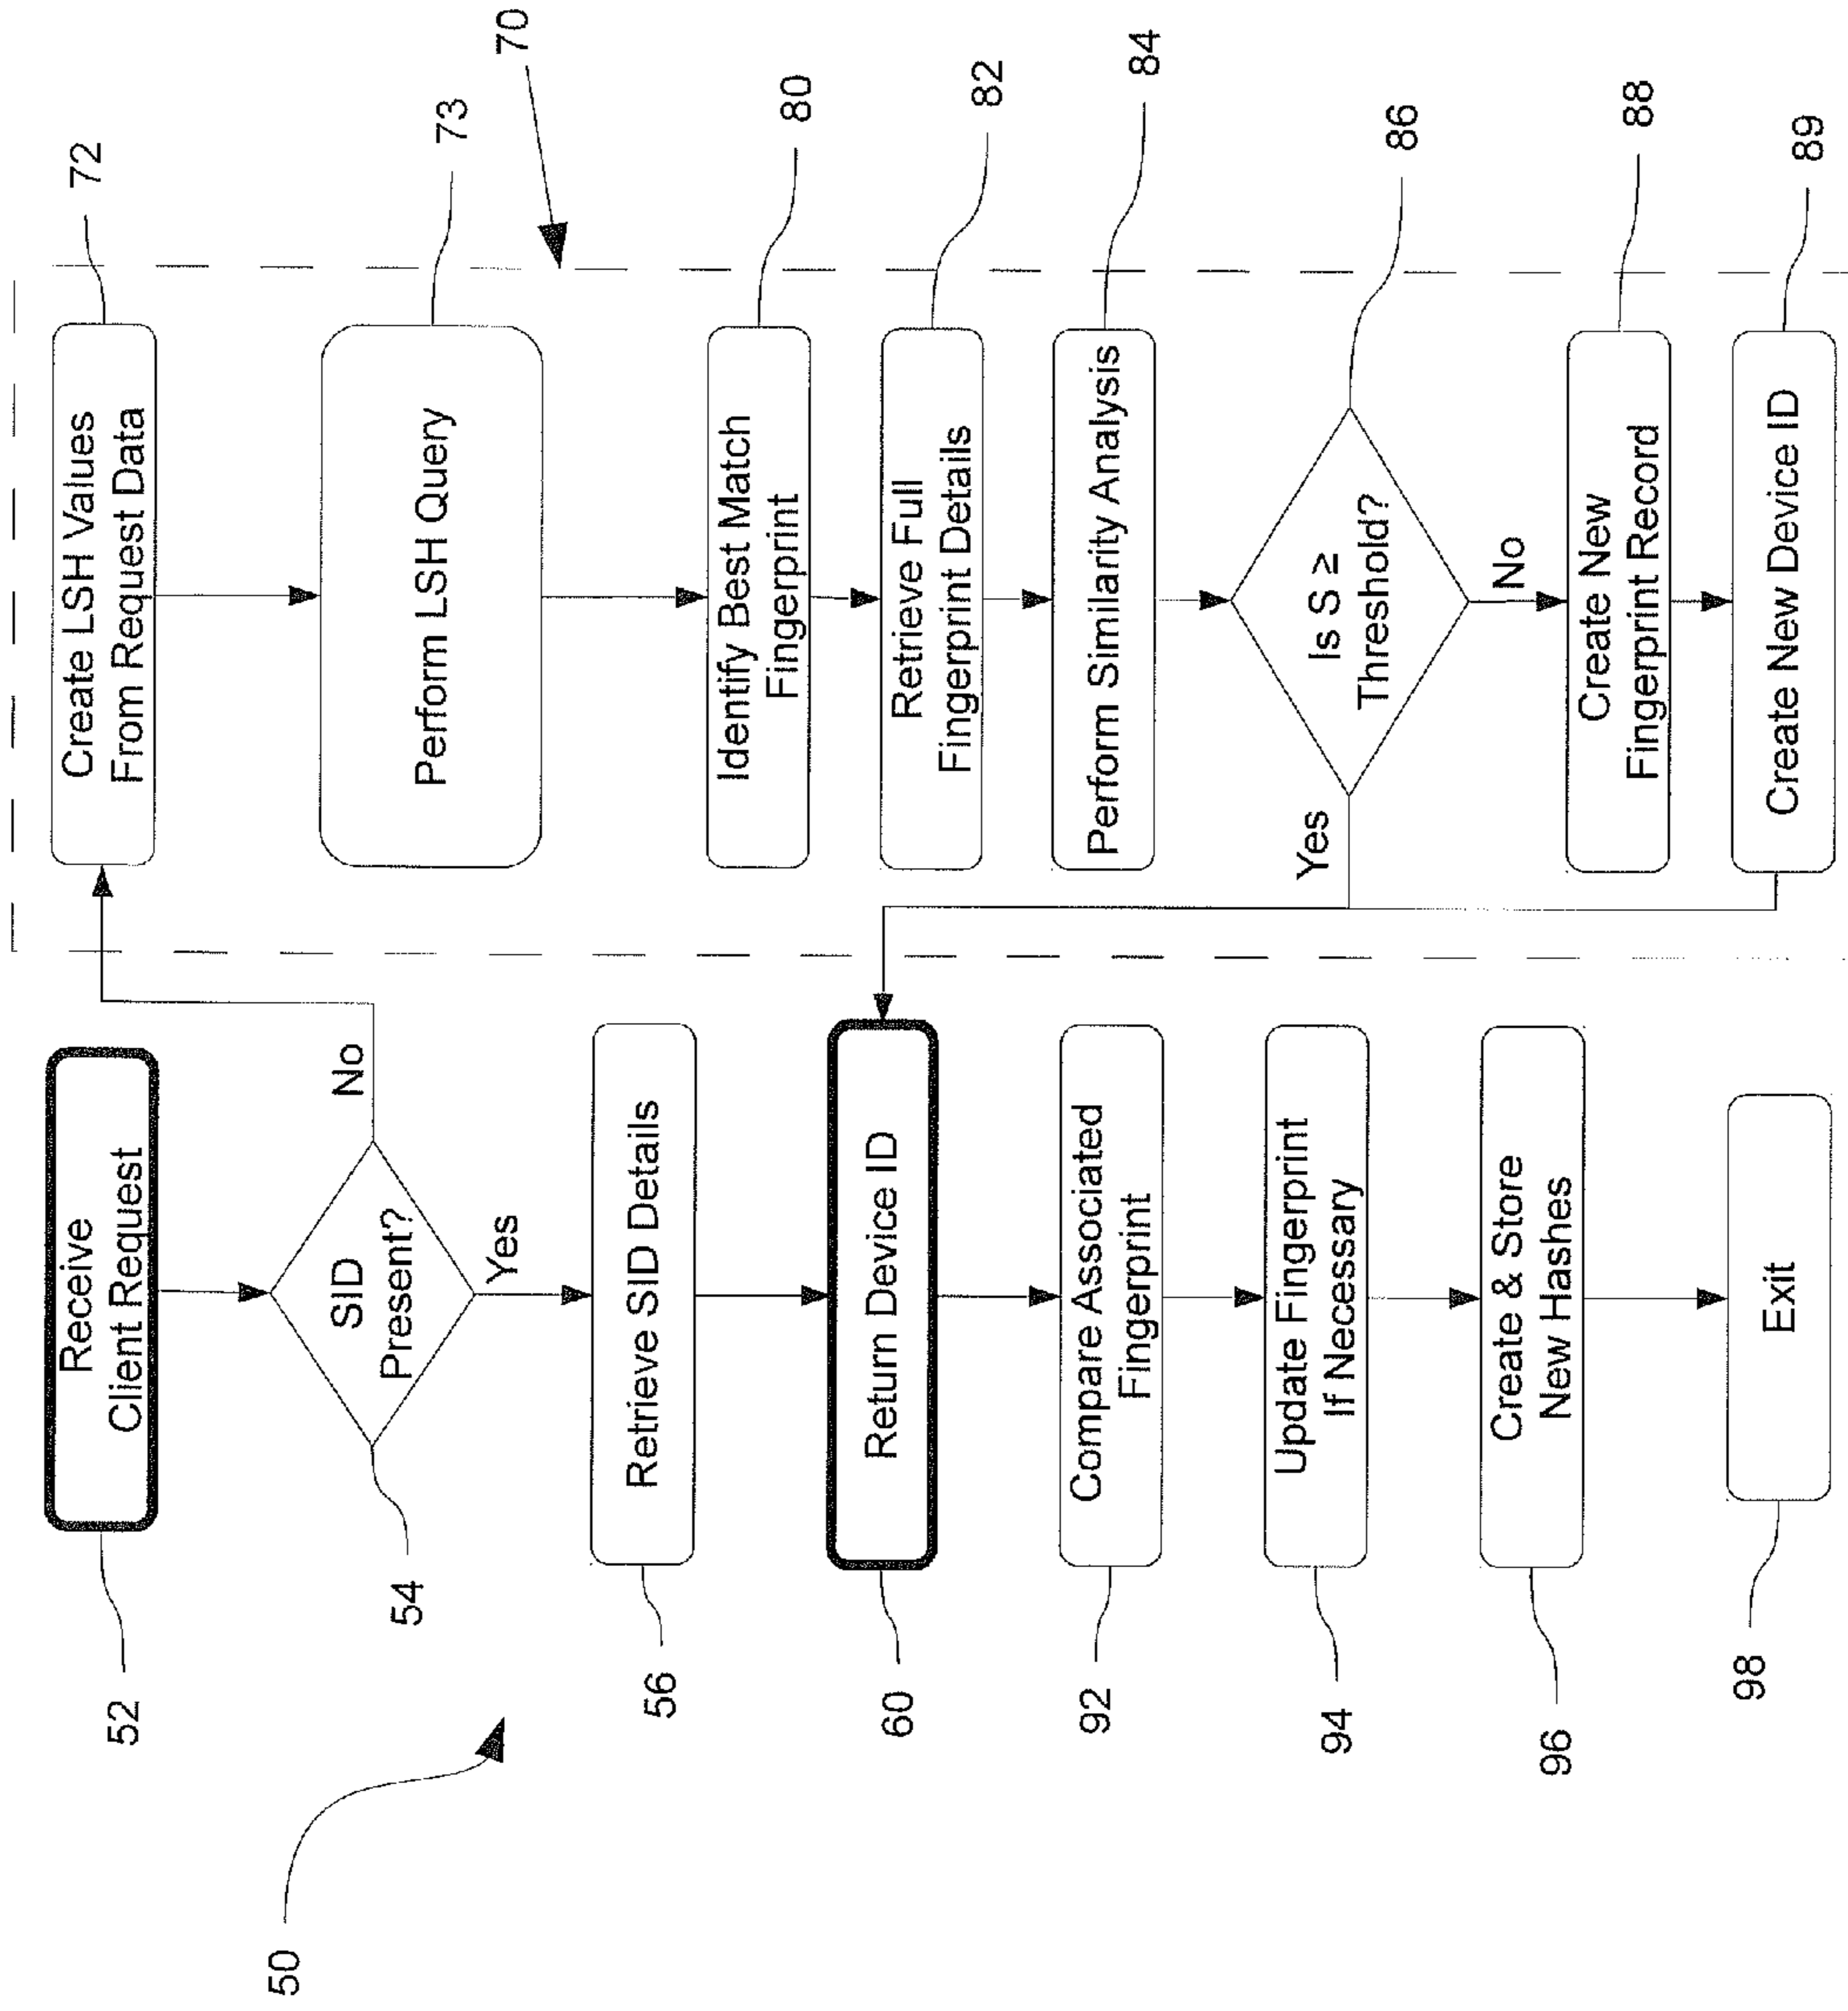 50
52
Receive
Client Request
54
SID
Present?
No
Yes
56
Retrieve SID Details
60
Return Device ID
92
Compare Associated
Fingerprint
94
Update Fingerprint
If Necessary
96
Create & Store
New Hashes
98
Exit
70
72
Create LSH Values
From Request Data
73
Perform LSH Query
80
Identify Best Match
Fingerprint
82
Retrieve Full
Fingerprint Details
84
Perform Similarity Analysis
86
Is S ≥
Threshold?
Yes
No
88
Create New
Fingerprint Record
89
Create New Device ID